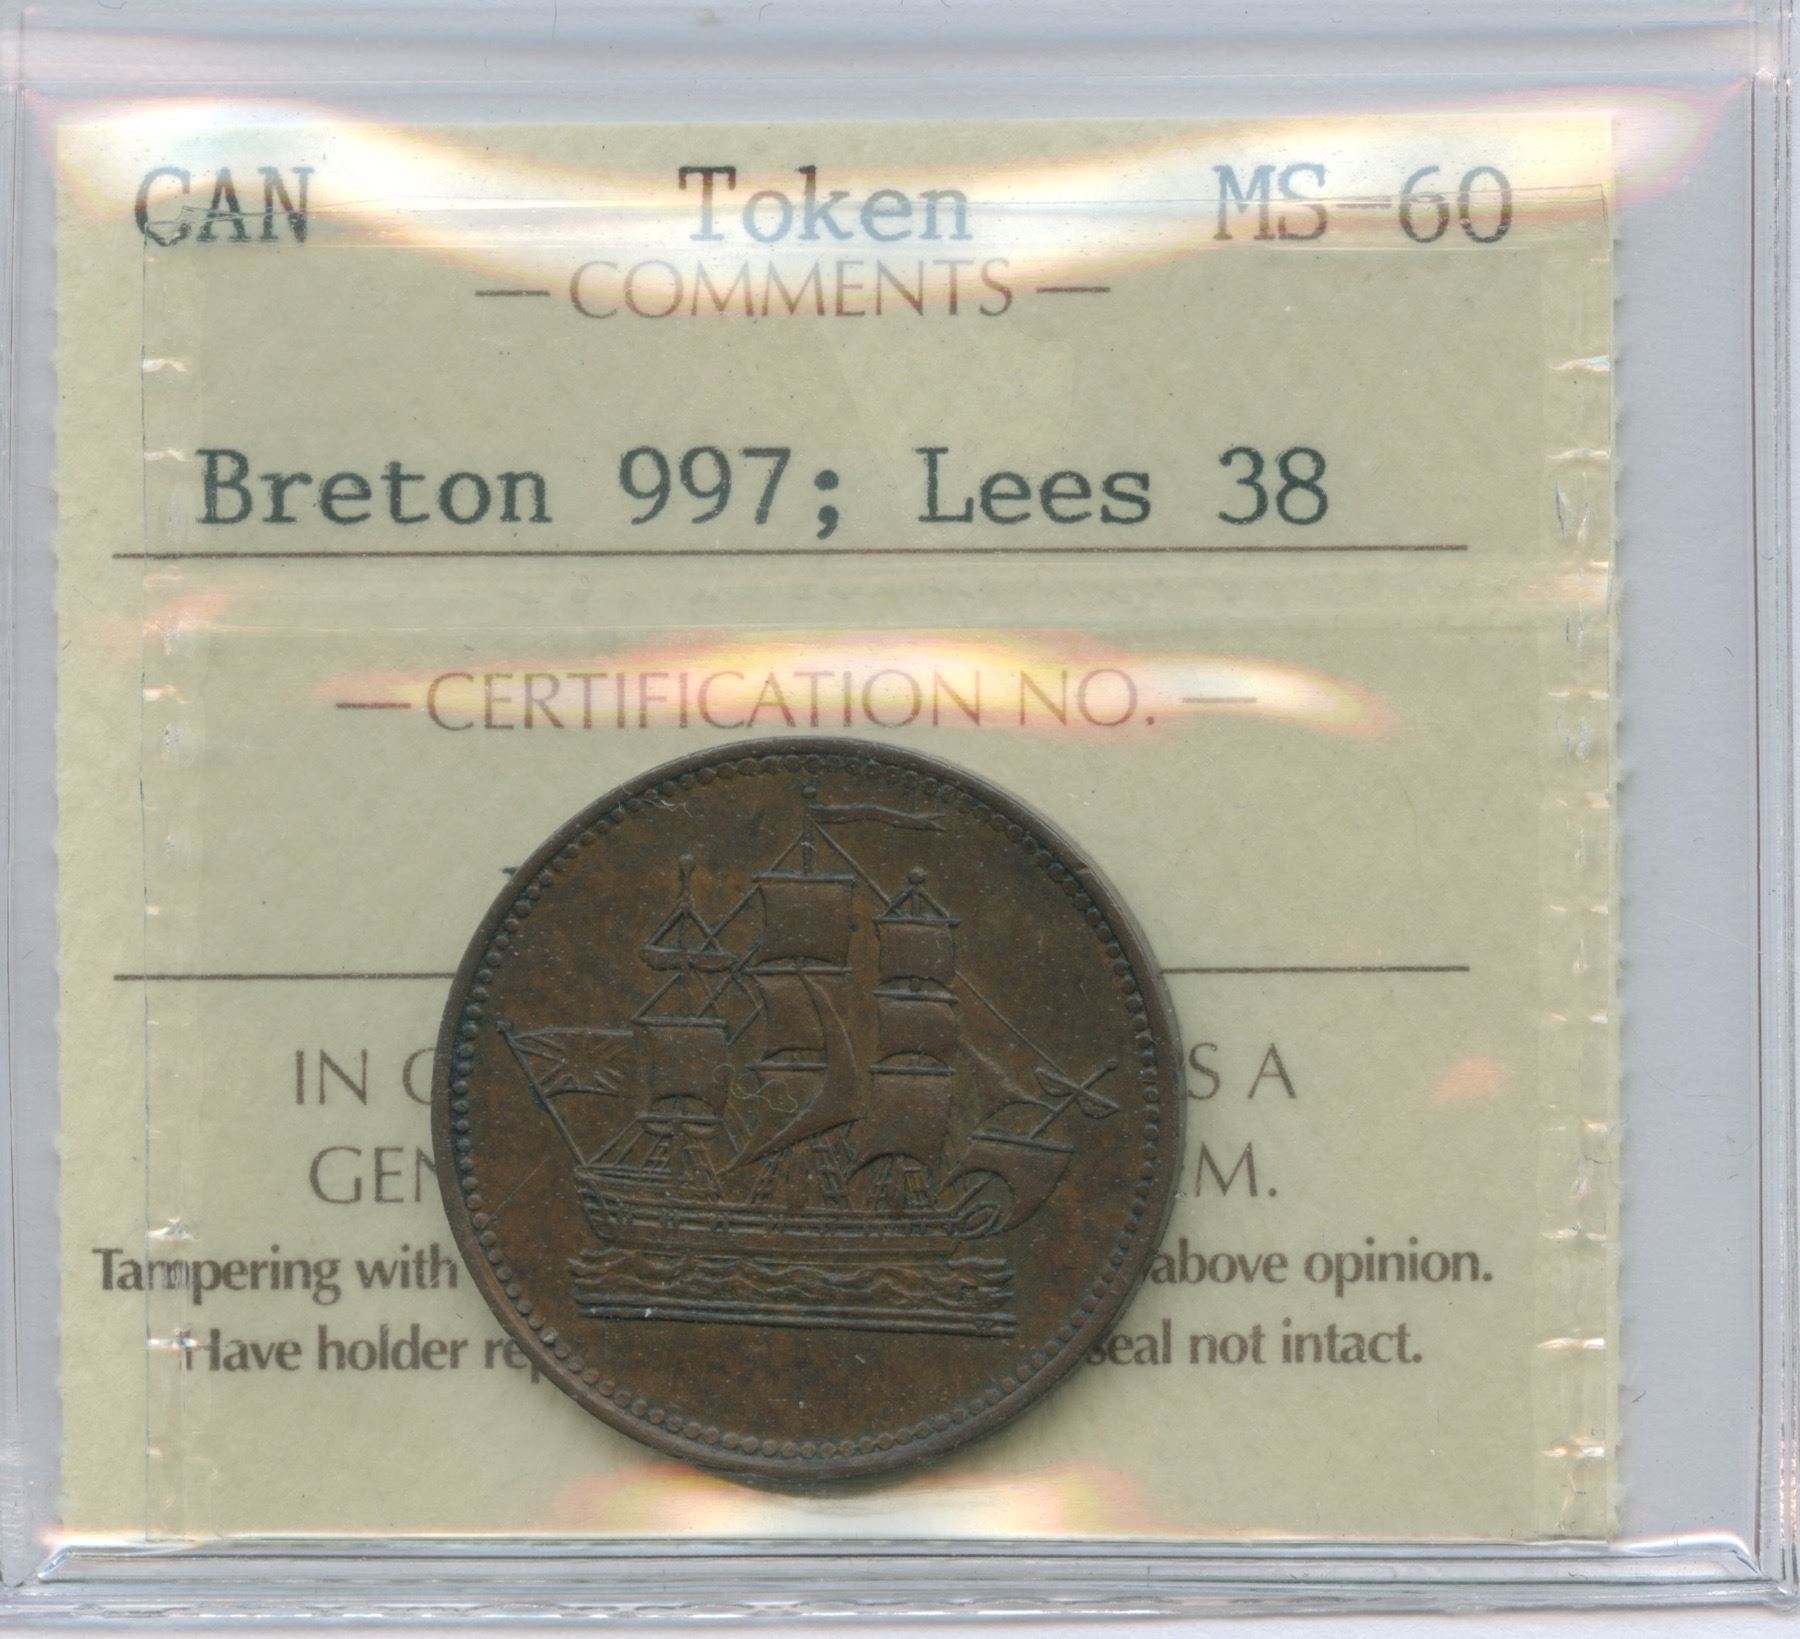 CAN Token MS-60
— COMMENTS —
Breton 997; Lees 38
— CERTIFICATION NO. —
IN S A
GEN M.
Tampering with above opinion.
Have holder seal not intact.